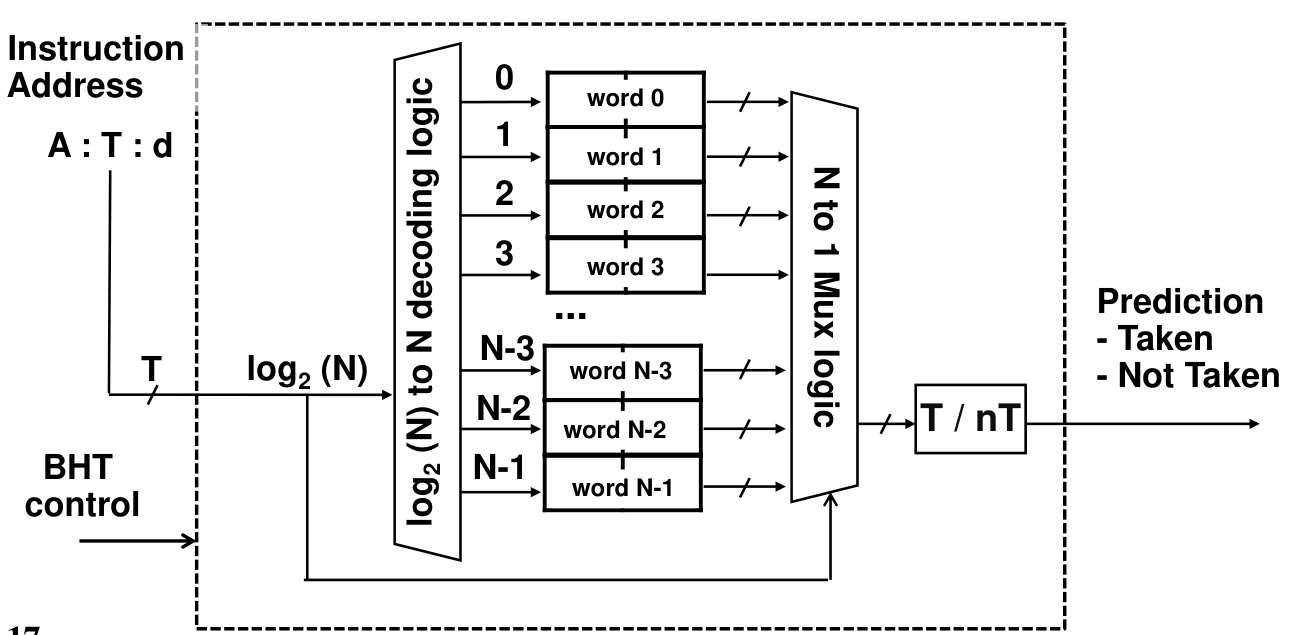 Instruction
Address
A : T : d
T
log2 (N)
BHT
control
log2 (N) to N decoding logic
0
1
2
3
N-3
N-2
N-1
word 0
word 1
word 2
word 3
...
word N-3
word N-2
word N-1
N to 1 Mux logic
T / nT
Prediction
- Taken
- Not Taken
17